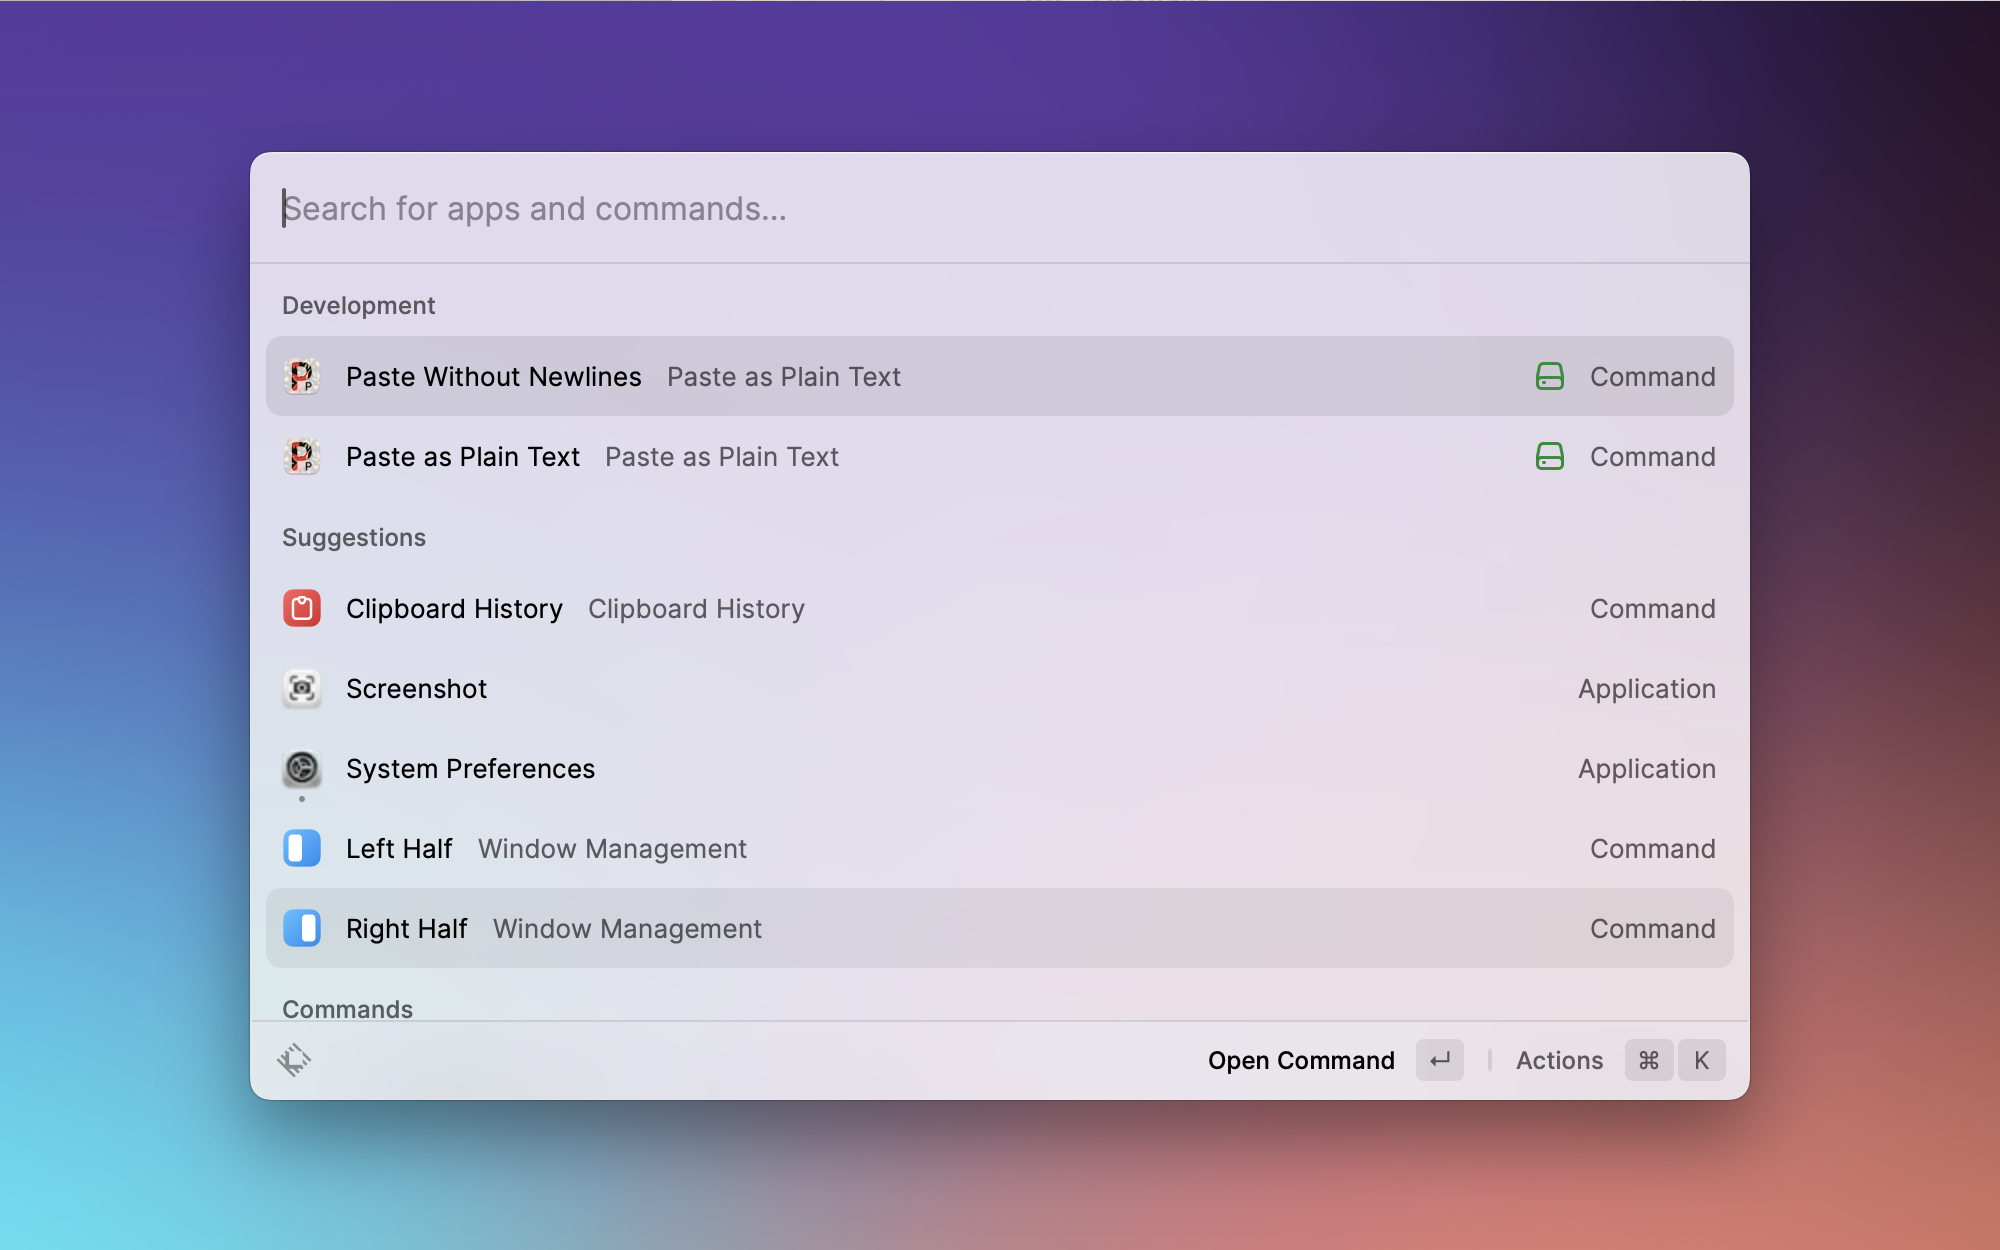 Search for apps and commands...
Development
Paste Without Newlines Paste as Plain Text Command
Paste as Plain Text Paste as Plain Text Command
Suggestions
Clipboard History Clipboard History Command
Screenshot Application
System Preferences Application
Left Half Window Management Command
Right Half Window Management Command
Commands
Open Command ↵ Actions ⌘ K